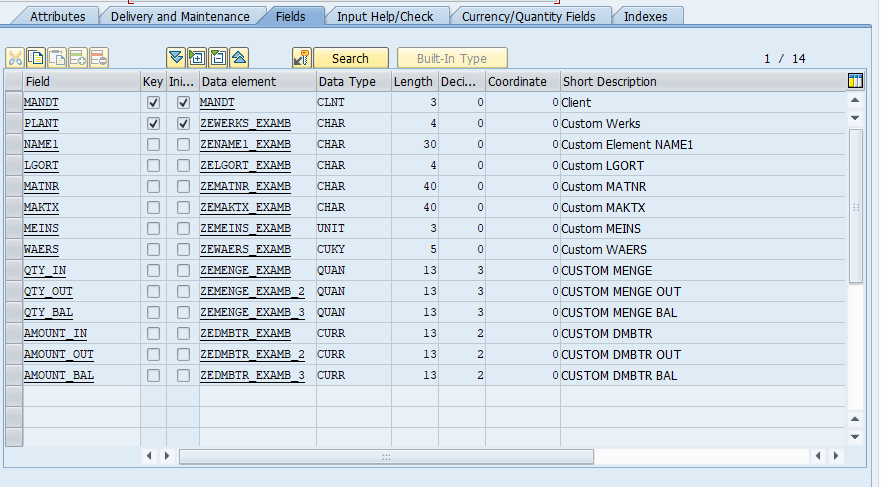 Attributes Delivery and Maintenance Fields Input Help/Check Currency/Quantity Fields Indexes
Search Built-In Type 1 / 14
Field Key Ini... Data element Data Type Length Deci... Coordinate Short Description
MANDT MANDT CLNT 3 0 0 Client
PLANT ZEWERKS_EXAMB CHAR 4 0 0 Custom Werks
NAME1 ZENAME1_EXAMB CHAR 30 0 0 Custom Element NAME1
LGORT ZELGORT_EXAMB CHAR 4 0 0 Custom LGORT
MATNR ZEMATNR_EXAMB CHAR 40 0 0 Custom MATNR
MAKTX ZEMAKTX_EXAMB CHAR 40 0 0 Custom MAKTX
MEINS ZEMEINS_EXAMB UNIT 3 0 0 Custom MEINS
WAERS ZEWAERS_EXAMB CUKY 5 0 0 Custom WAERS
QTY_IN ZEMENGE_EXAMB QUAN 13 3 0 CUSTOM MENGE
QTY_OUT ZEMENGE_EXAMB_2 QUAN 13 3 0 CUSTOM MENGE OUT
QTY_BAL ZEMENGE_EXAMB_3 QUAN 13 3 0 CUSTOM MENGE BAL
AMOUNT_IN ZEDMBTR_EXAMB CURR 13 2 0 CUSTOM DMBTR
AMOUNT_OUT ZEDMBTR_EXAMB_2 CURR 13 2 0 CUSTOM DMBTR OUT
AMOUNT_BAL ZEDMBTR_EXAMB_3 CURR 13 2 0 CUSTOM DMBTR BAL